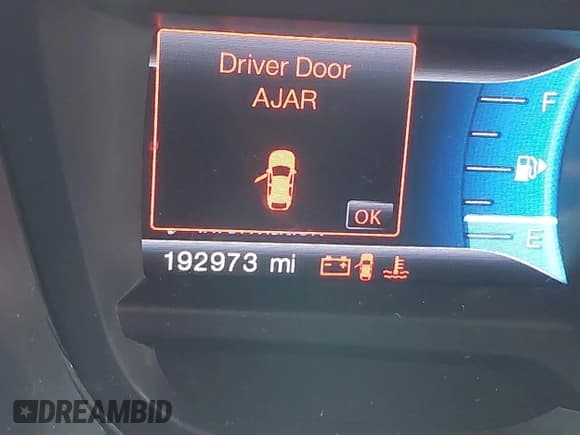 Driver Door
AJAR
F
OK
E
192973 mi
DREAMBID